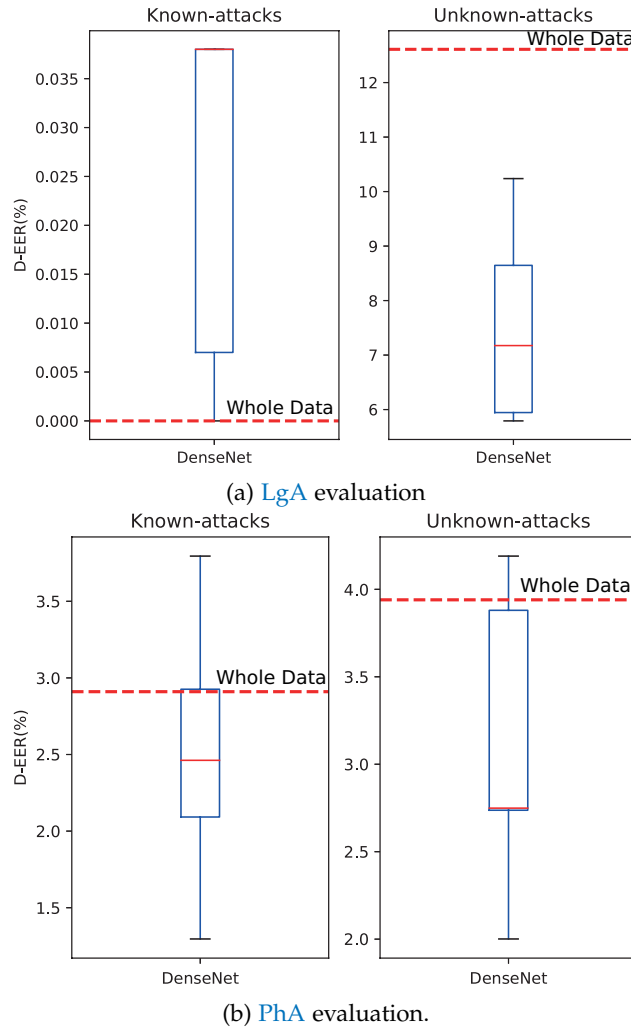 Known-attacks
Unknown-attacks
D-EER(%)
0.035
0.030
0.025
0.020
0.015
0.010
0.005
0.000
Whole Data
DenseNet
12
11
10
9
8
7
6
Whole Data
DenseNet
(a) LgA evaluation
Known-attacks
Unknown-attacks
D-EER(%)
3.5
3.0
2.5
2.0
1.5
Whole Data
DenseNet
4.0
3.5
3.0
2.5
2.0
Whole Data
DenseNet
(b) PhA evaluation.